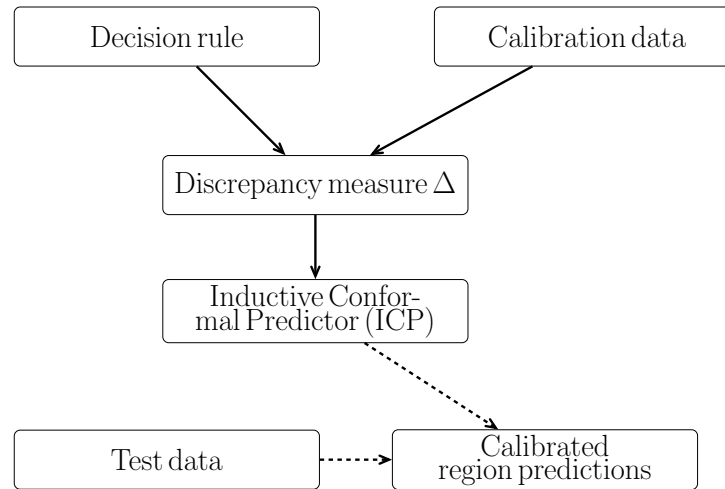 Decision rule
Calibration data
Discrepancy measure Δ
Inductive Confor-
mal Predictor (ICP)
Test data
Calibrated
region predictions